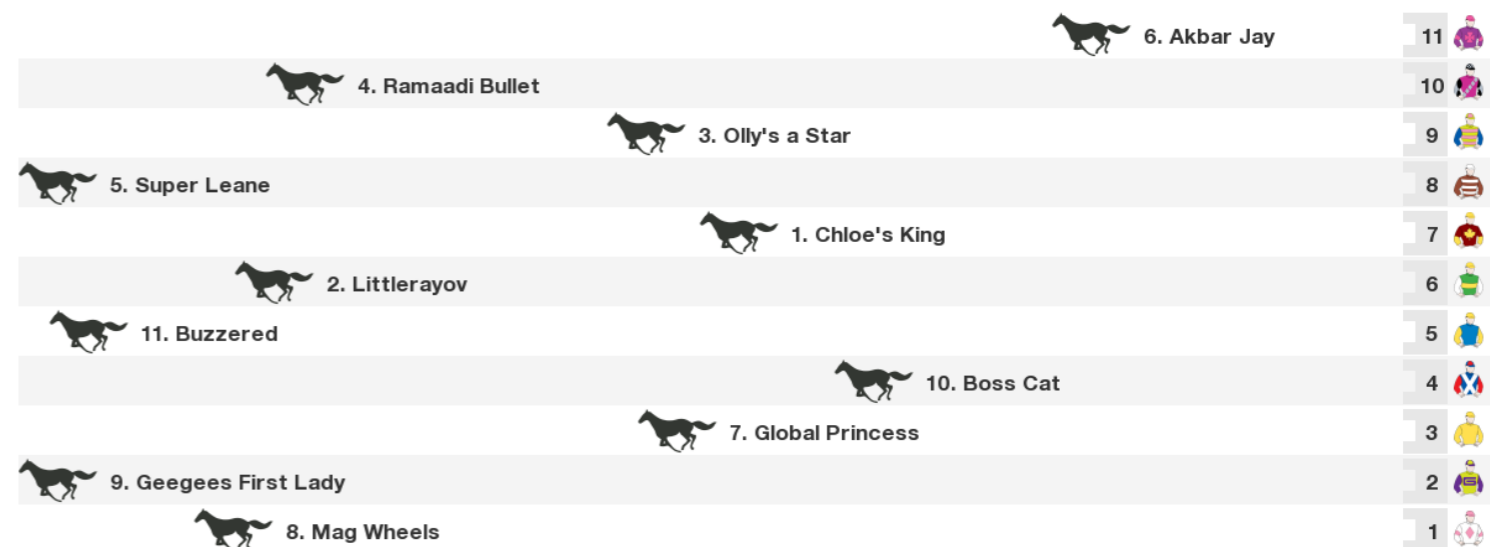 6. Akbar Jay 11
4. Ramaadi Bullet 10
3. Olly's a Star 9
5. Super Leane 8
1. Chloe's King 7
2. Littlerayov 6
11. Buzzered 5
10. Boss Cat 4
7. Global Princess 3
9. Geegees First Lady 2
8. Mag Wheels 1